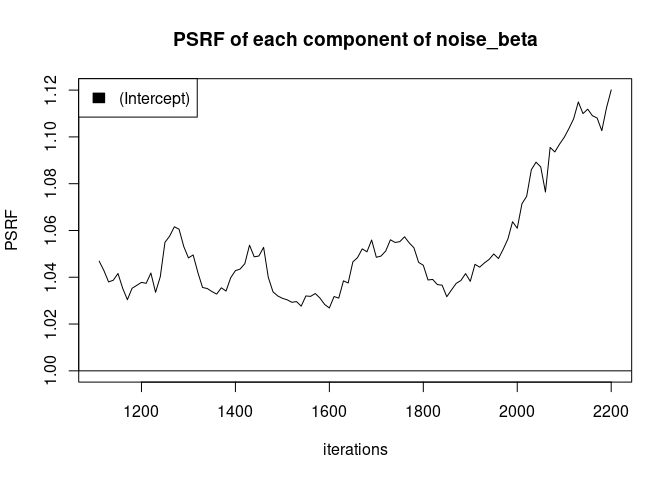 PSRF of each component of noise_beta
(Intercept)
PSRF
1.12
1.10
1.08
1.06
1.04
1.02
1.00
1200 1400 1600 1800 2000 2200
iterations